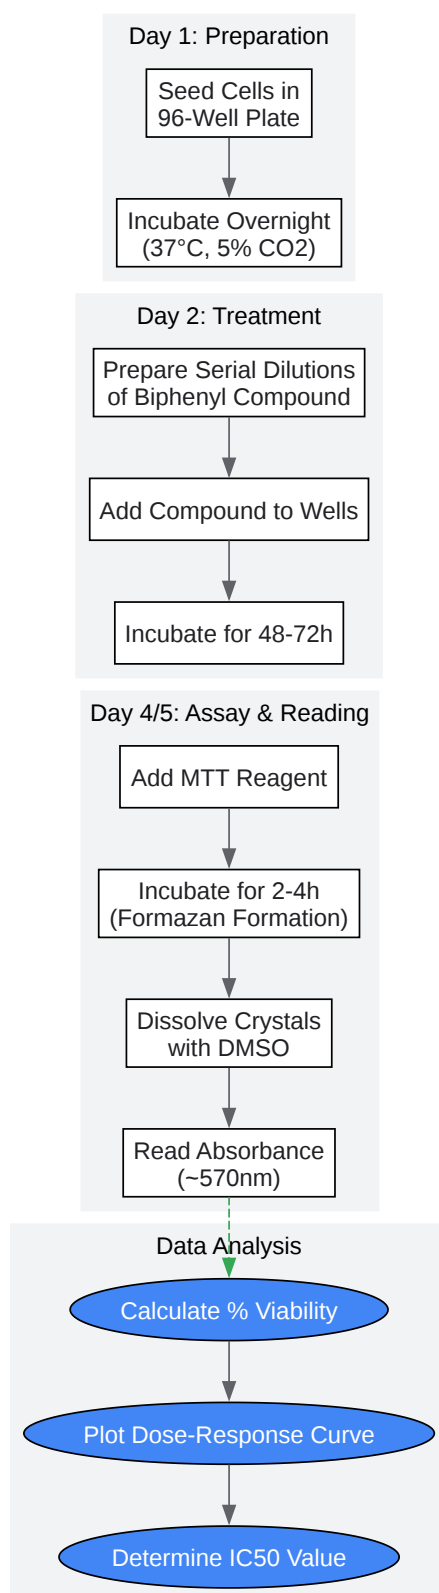 Day 1: Preparation
Seed Cells in
96-Well Plate
Incubate Overnight
(37°C, 5% CO2)
Day 2: Treatment
Prepare Serial Dilutions
of Biphenyl Compound
Add Compound to Wells
Incubate for 48-72h
Day 4/5: Assay & Reading
Add MTT Reagent
Incubate for 2-4h
(Formazan Formation)
Dissolve Crystals
with DMSO
Read Absorbance
(~570nm)
Data Analysis
Calculate % Viability
Plot Dose-Response Curve
Determine IC50 Value